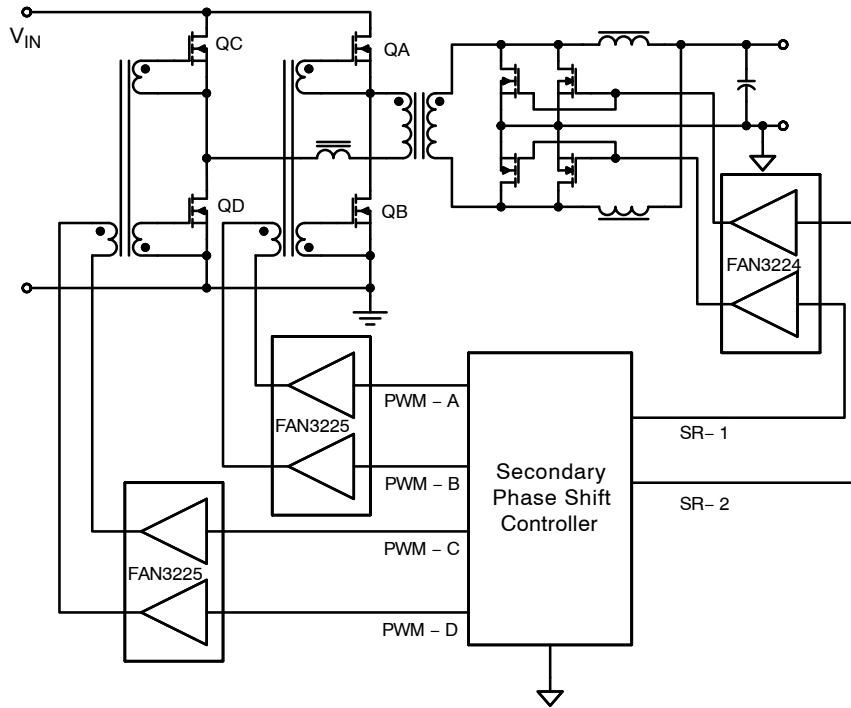 VIN
QC
QA
QD
QB
FAN3224
PWM – A
FAN3225
SR– 1
PWM – B
Secondary
Phase Shift
Controller
SR– 2
PWM – C
FAN3225
PWM – D